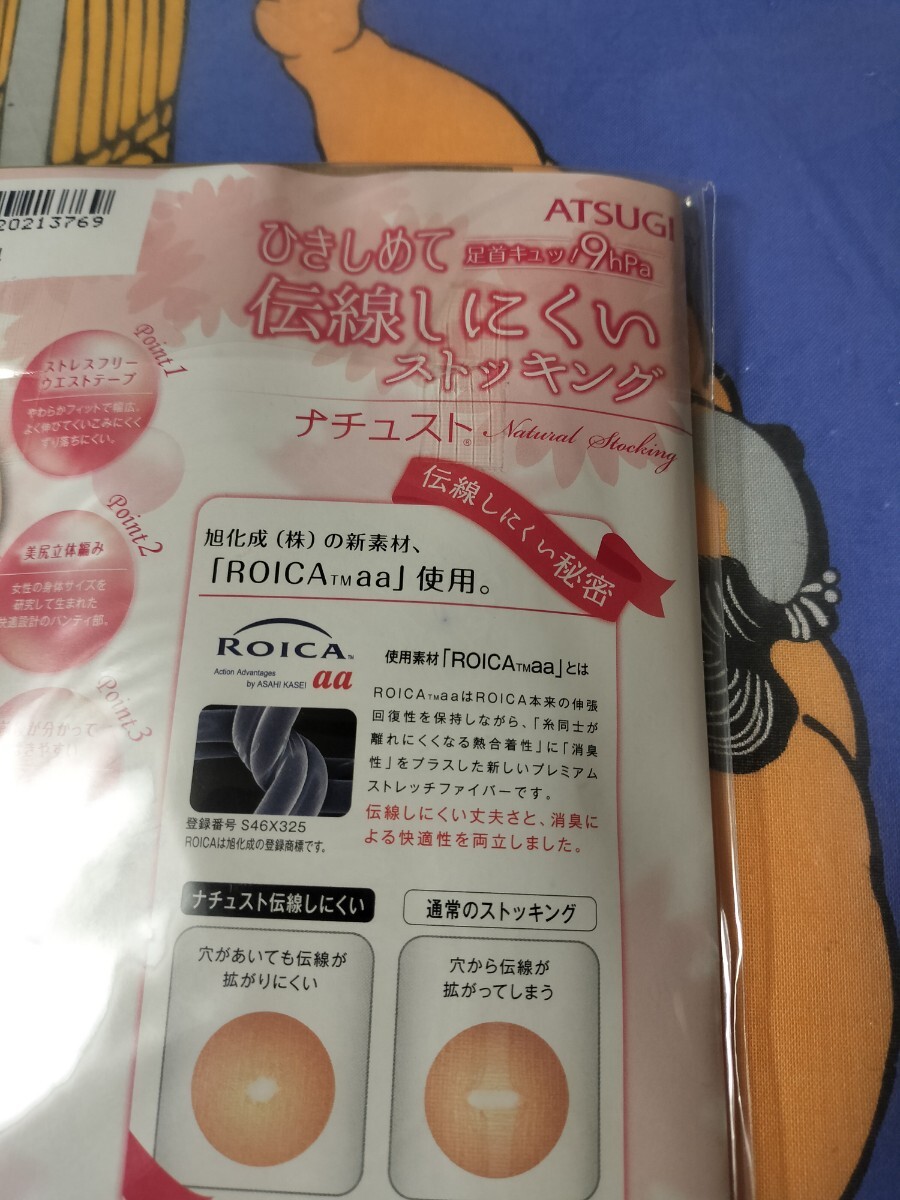 20213769
ATSUGI
ひきしめて
足首キュッ!9hPa
伝線しにくい
ストッキング
ナチュスト® Natural Stocking
Point1
ストレスフリー
ウエストテープ
やわらかフィットで幅広、
よく伸びてくいこみにくく
ずり落ちにくい。
Point2
美尻立体編み
女性の身体サイズを
研究して生まれた
快適設計のパンティ部。
Point3
が分かって
伝線しにくい秘密
旭化成(株)の新素材、
「ROICA™aa」使用。
ROICA™
Action Advantages
by ASAHI KASEI aa
登録番号 S46X325
ROICAは旭化成の登録商標です。
使用素材「ROICA™aa」とは
ROICA™aaはROICA本来の伸張
回復性を保持しながら、「糸同士が
離れにくくなる熱合着性」に「消臭
性」をプラスした新しいプレミアム
ストレッチファイバーです。
伝線しにくい丈夫さと、消臭に
よる快適性を両立しました。
ナチュスト伝線しにくい
穴があいても伝線が
拡がりにくい
通常のストッキング
穴から伝線が
拡がってしまう